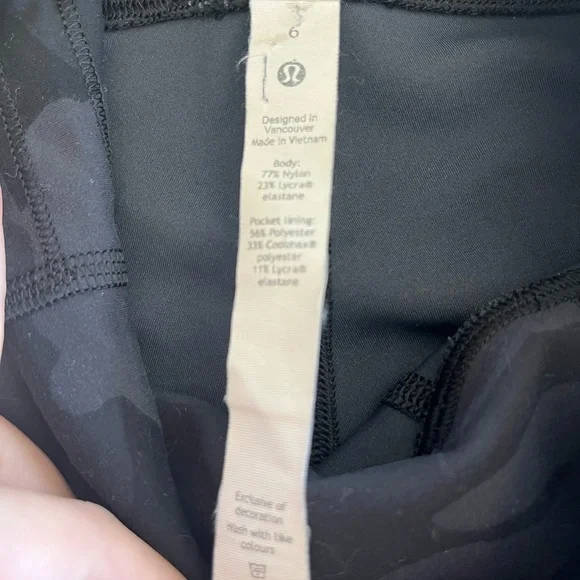 6
Designed in
Vancouver
Made in Vietnam
Body:
77% Nylon
23% Lycra®
elastane
Pocket lining:
56% Polyester
33% Coolmax®
polyester
11% Lycra®
elastane
Exclusive of
decoration
Wash with like
colours